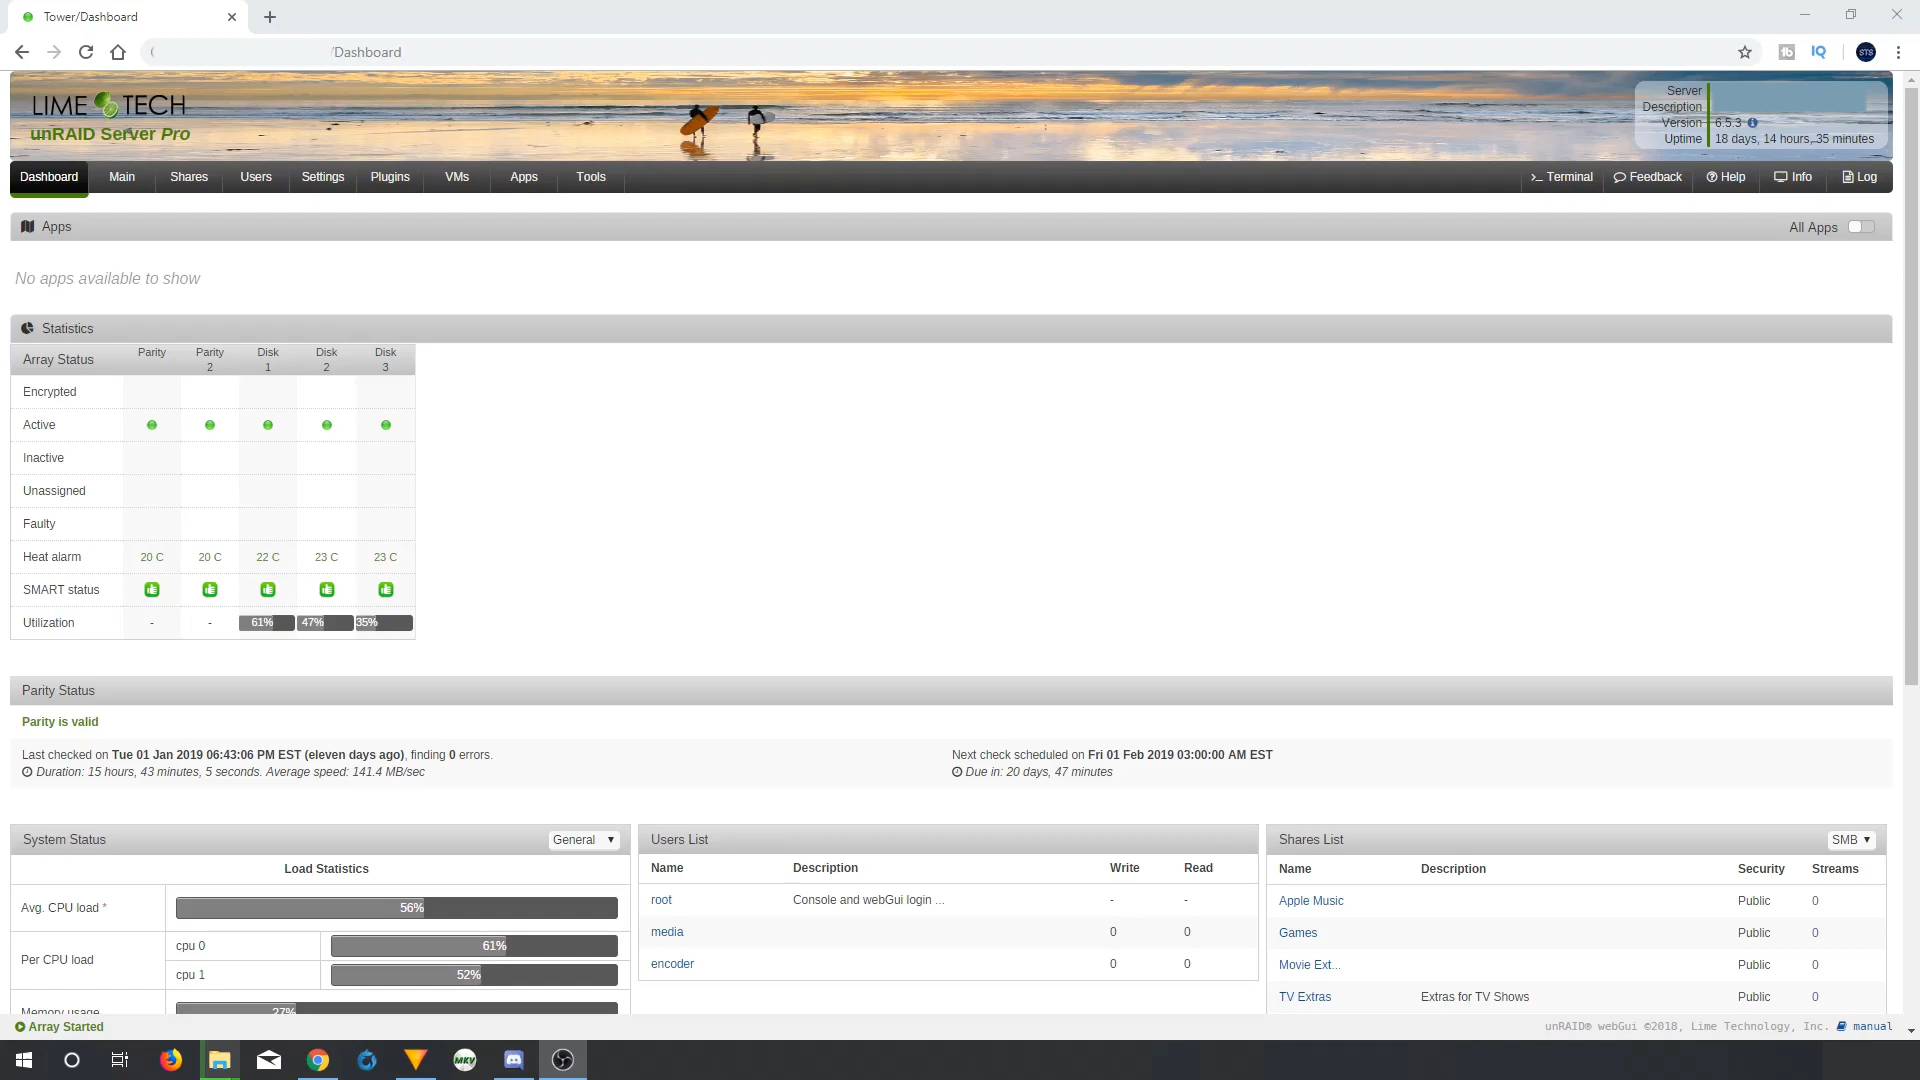 Tower/Dashboard
/Dashboard
LIME TECH
unRAID Server Pro
Server
Description
Version 6.5.3
Uptime 18 days, 14 hours, 35 minutes
Dashboard Main Shares Users Settings Plugins VMs Apps Tools Terminal Feedback Help Info Log
Apps All Apps
No apps available to show
Statistics
Array Status Parity Parity 2 Disk 1 Disk 2 Disk 3
Encrypted
Active
Inactive
Unassigned
Faulty
Heat alarm 20 C 20 C 22 C 23 C 23 C
SMART status
Utilization - - 61% 47% 35%
Parity Status
Parity is valid
Last checked on Tue 01 Jan 2019 06:43:06 PM EST (eleven days ago), finding 0 errors.
Duration: 15 hours, 43 minutes, 5 seconds. Average speed: 141.4 MB/sec
Next check scheduled on Fri 01 Feb 2019 03:00:00 AM EST
Due in: 20 days, 47 minutes
System Status General
Load Statistics
Avg. CPU load * 56%
Per CPU load
cpu 0 61%
cpu 1 52%
Memory usage 27%
Users List
Name Description Write Read
root Console and webGui login ... - -
media 0 0
encoder 0 0
Shares List SMB
Name Description Security Streams
Apple Music Public 0
Games Public 0
Movie Ext... Public 0
TV Extras Extras for TV Shows Public 0
Array Started
unRAID® webGui ©2018, Lime Technology, Inc. manual
STS
tb
IQ
MKV